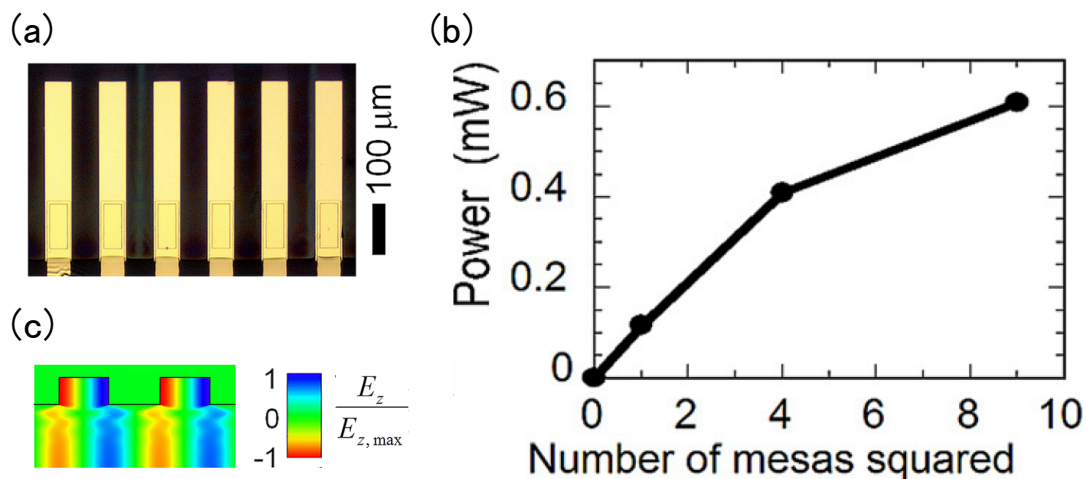 (a)
100 μm
(b)
Power (mW)
0.6
0.4
0.2
0
0 2 4 6 8 10
Number of mesas squared
(c)
1
0
-1
E_z
E_z, max